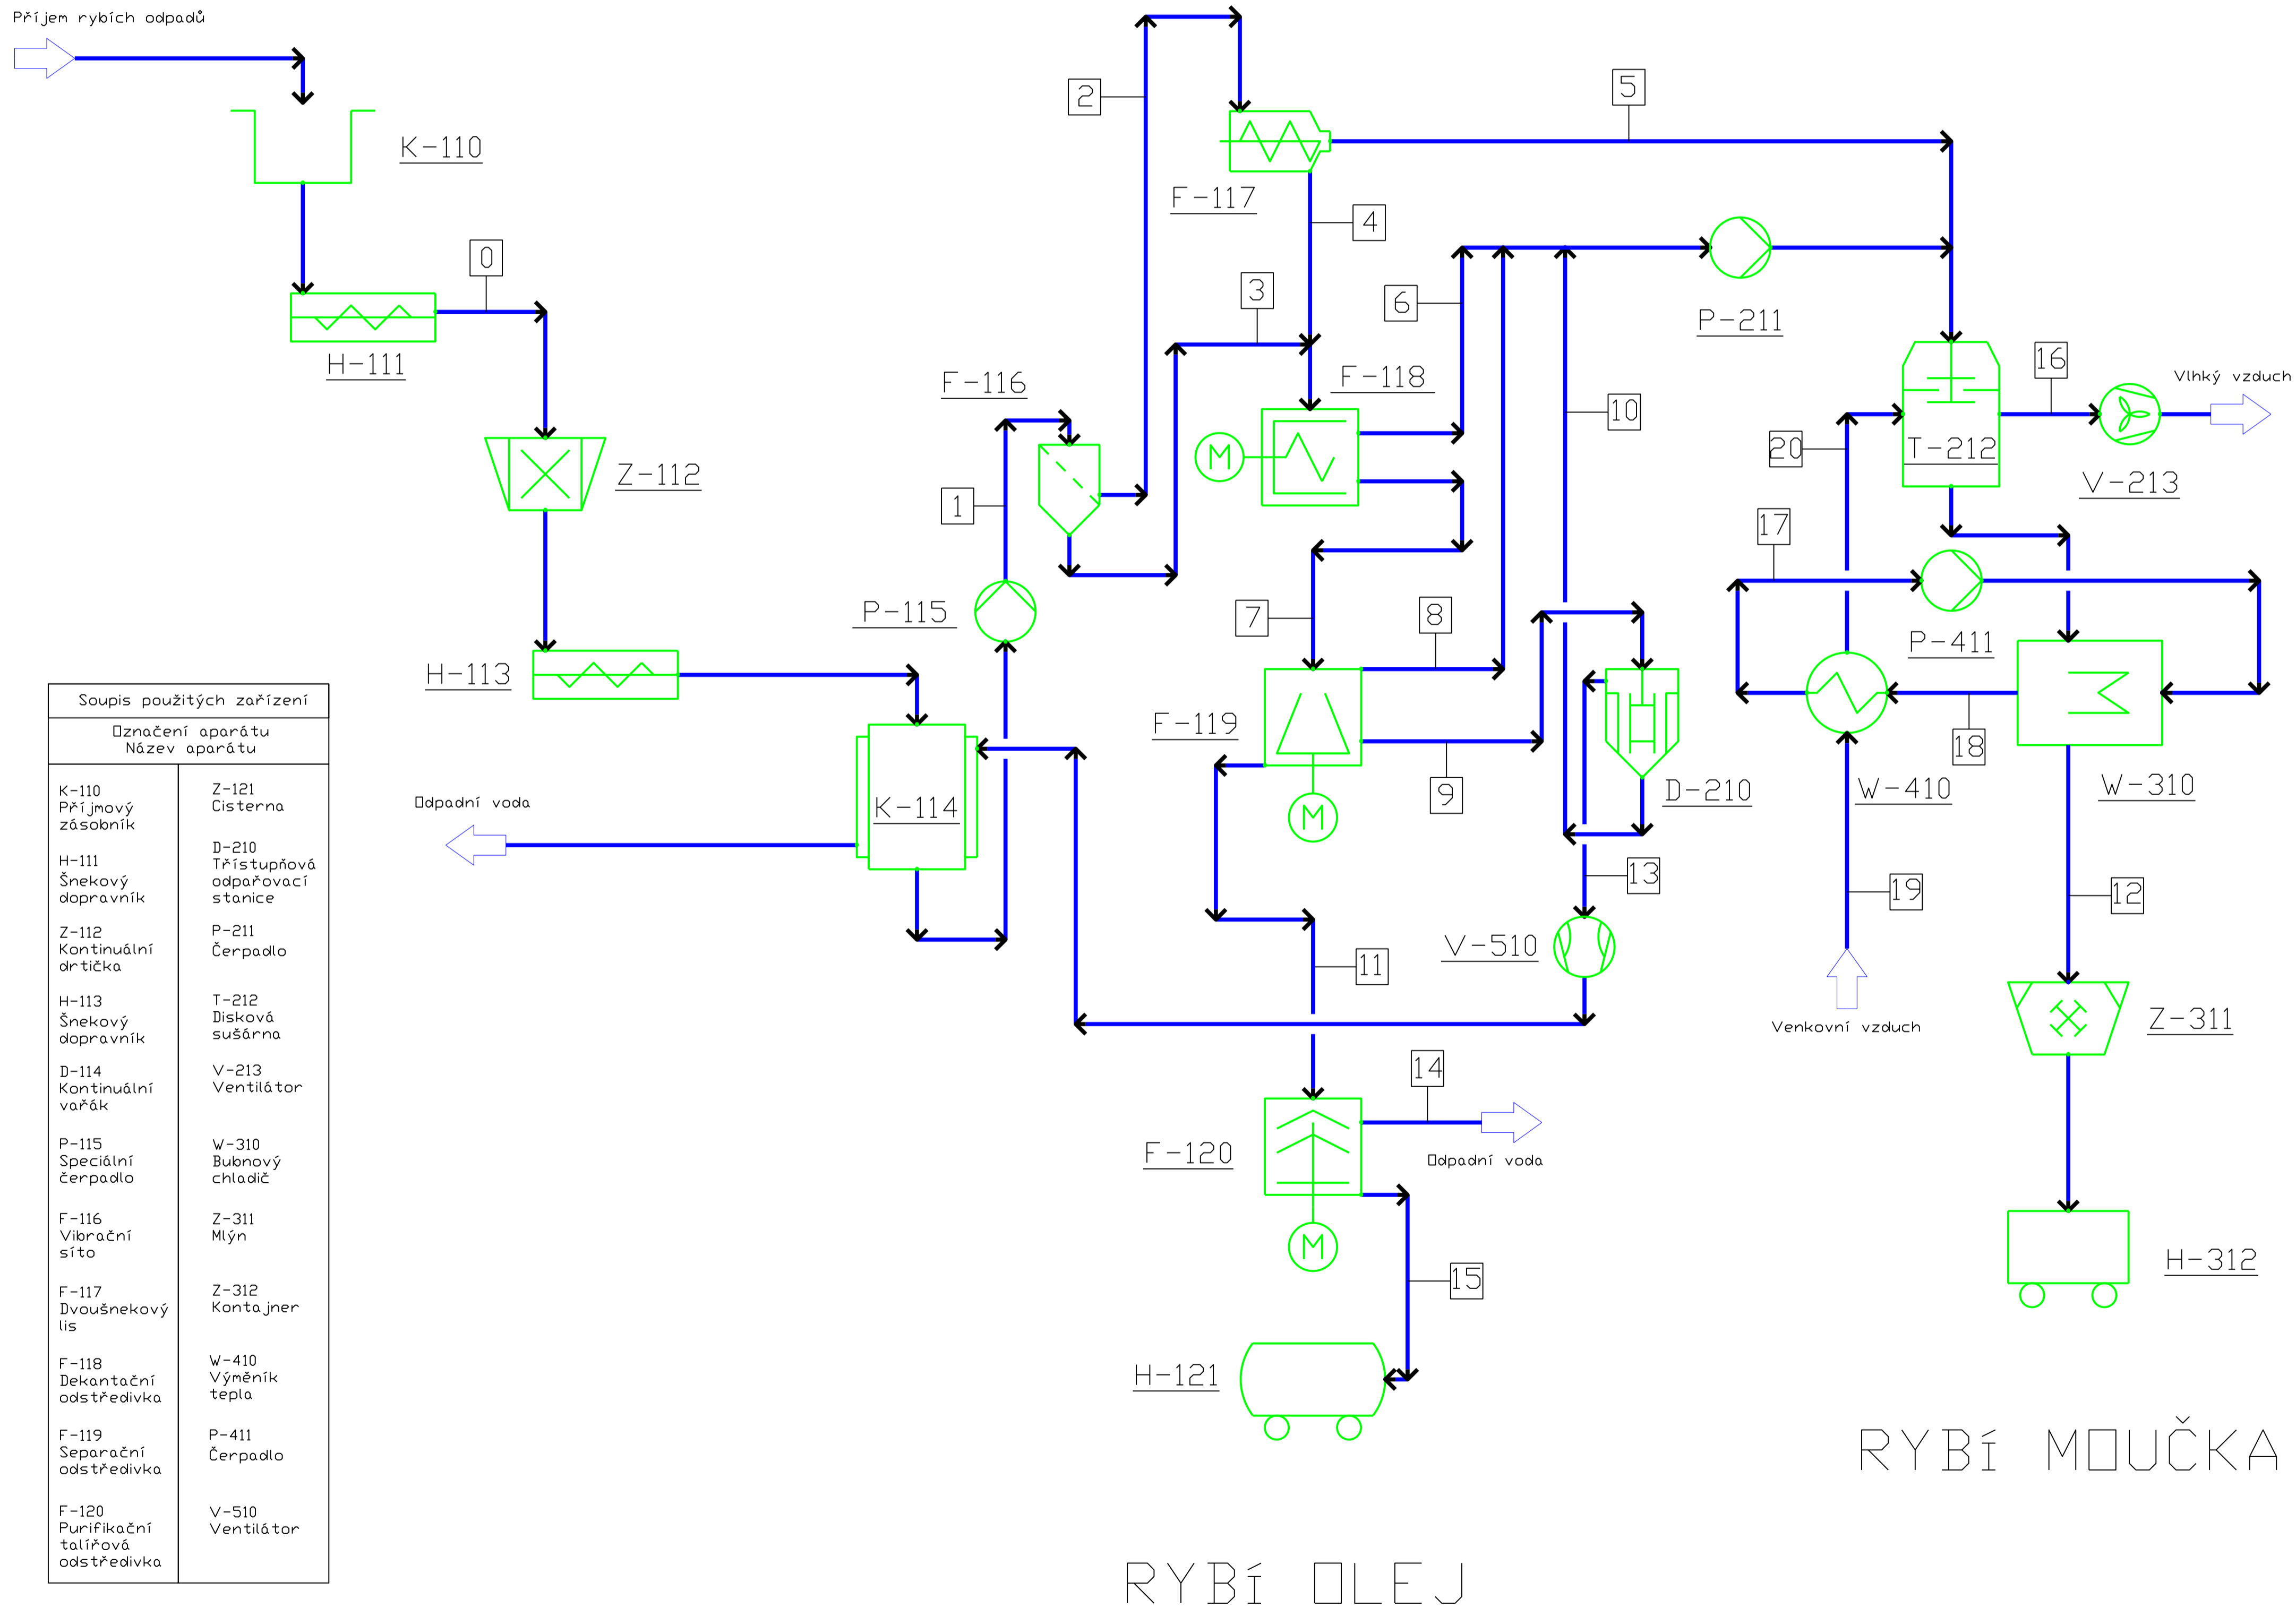 Příjem rybích odpadů
K-110
H-111
0
Z-112
H-113
K-114
Odpadní voda
P-115
1
F-116
2
F-117
3
4
5
F-118
M
6
7
8
9
10
P-211
T-212
16
Vlhký vzduch
V-213
20
17
P-411
F-119
M
D-210
W-410
18
W-310
19
Venkovní vzduch
12
13
V-510
11
Z-311
14
Odpadní voda
F-120
M
15
H-121
H-312
RYBÍ MOUČKA
RYBÍ OLEJ
Soupis použitých zařízení
Označení aparátu
Název aparátu
K-110
Příjmový
zásobník
H-111
Šnekový
dopravník
Z-112
Kontinuální
drtička
H-113
Šnekový
dopravník
D-114
Kontinuální
vařák
P-115
Speciální
čerpadlo
F-116
Vibrační
síto
F-117
Dvoušnekový
lis
F-118
Dekantační
odstředivka
F-119
Separační
odstředivka
F-120
Purifikační
talířová
odstředivka
Z-121
Cisterna
D-210
Třístupňová
odpařovací
stanice
P-211
Čerpadlo
T-212
Disková
sušárna
V-213
Ventilátor
W-310
Bubnový
chladič
Z-311
Mlýn
Z-312
Kontajner
W-410
Výměník
tepla
P-411
Čerpadlo
V-510
Ventilátor